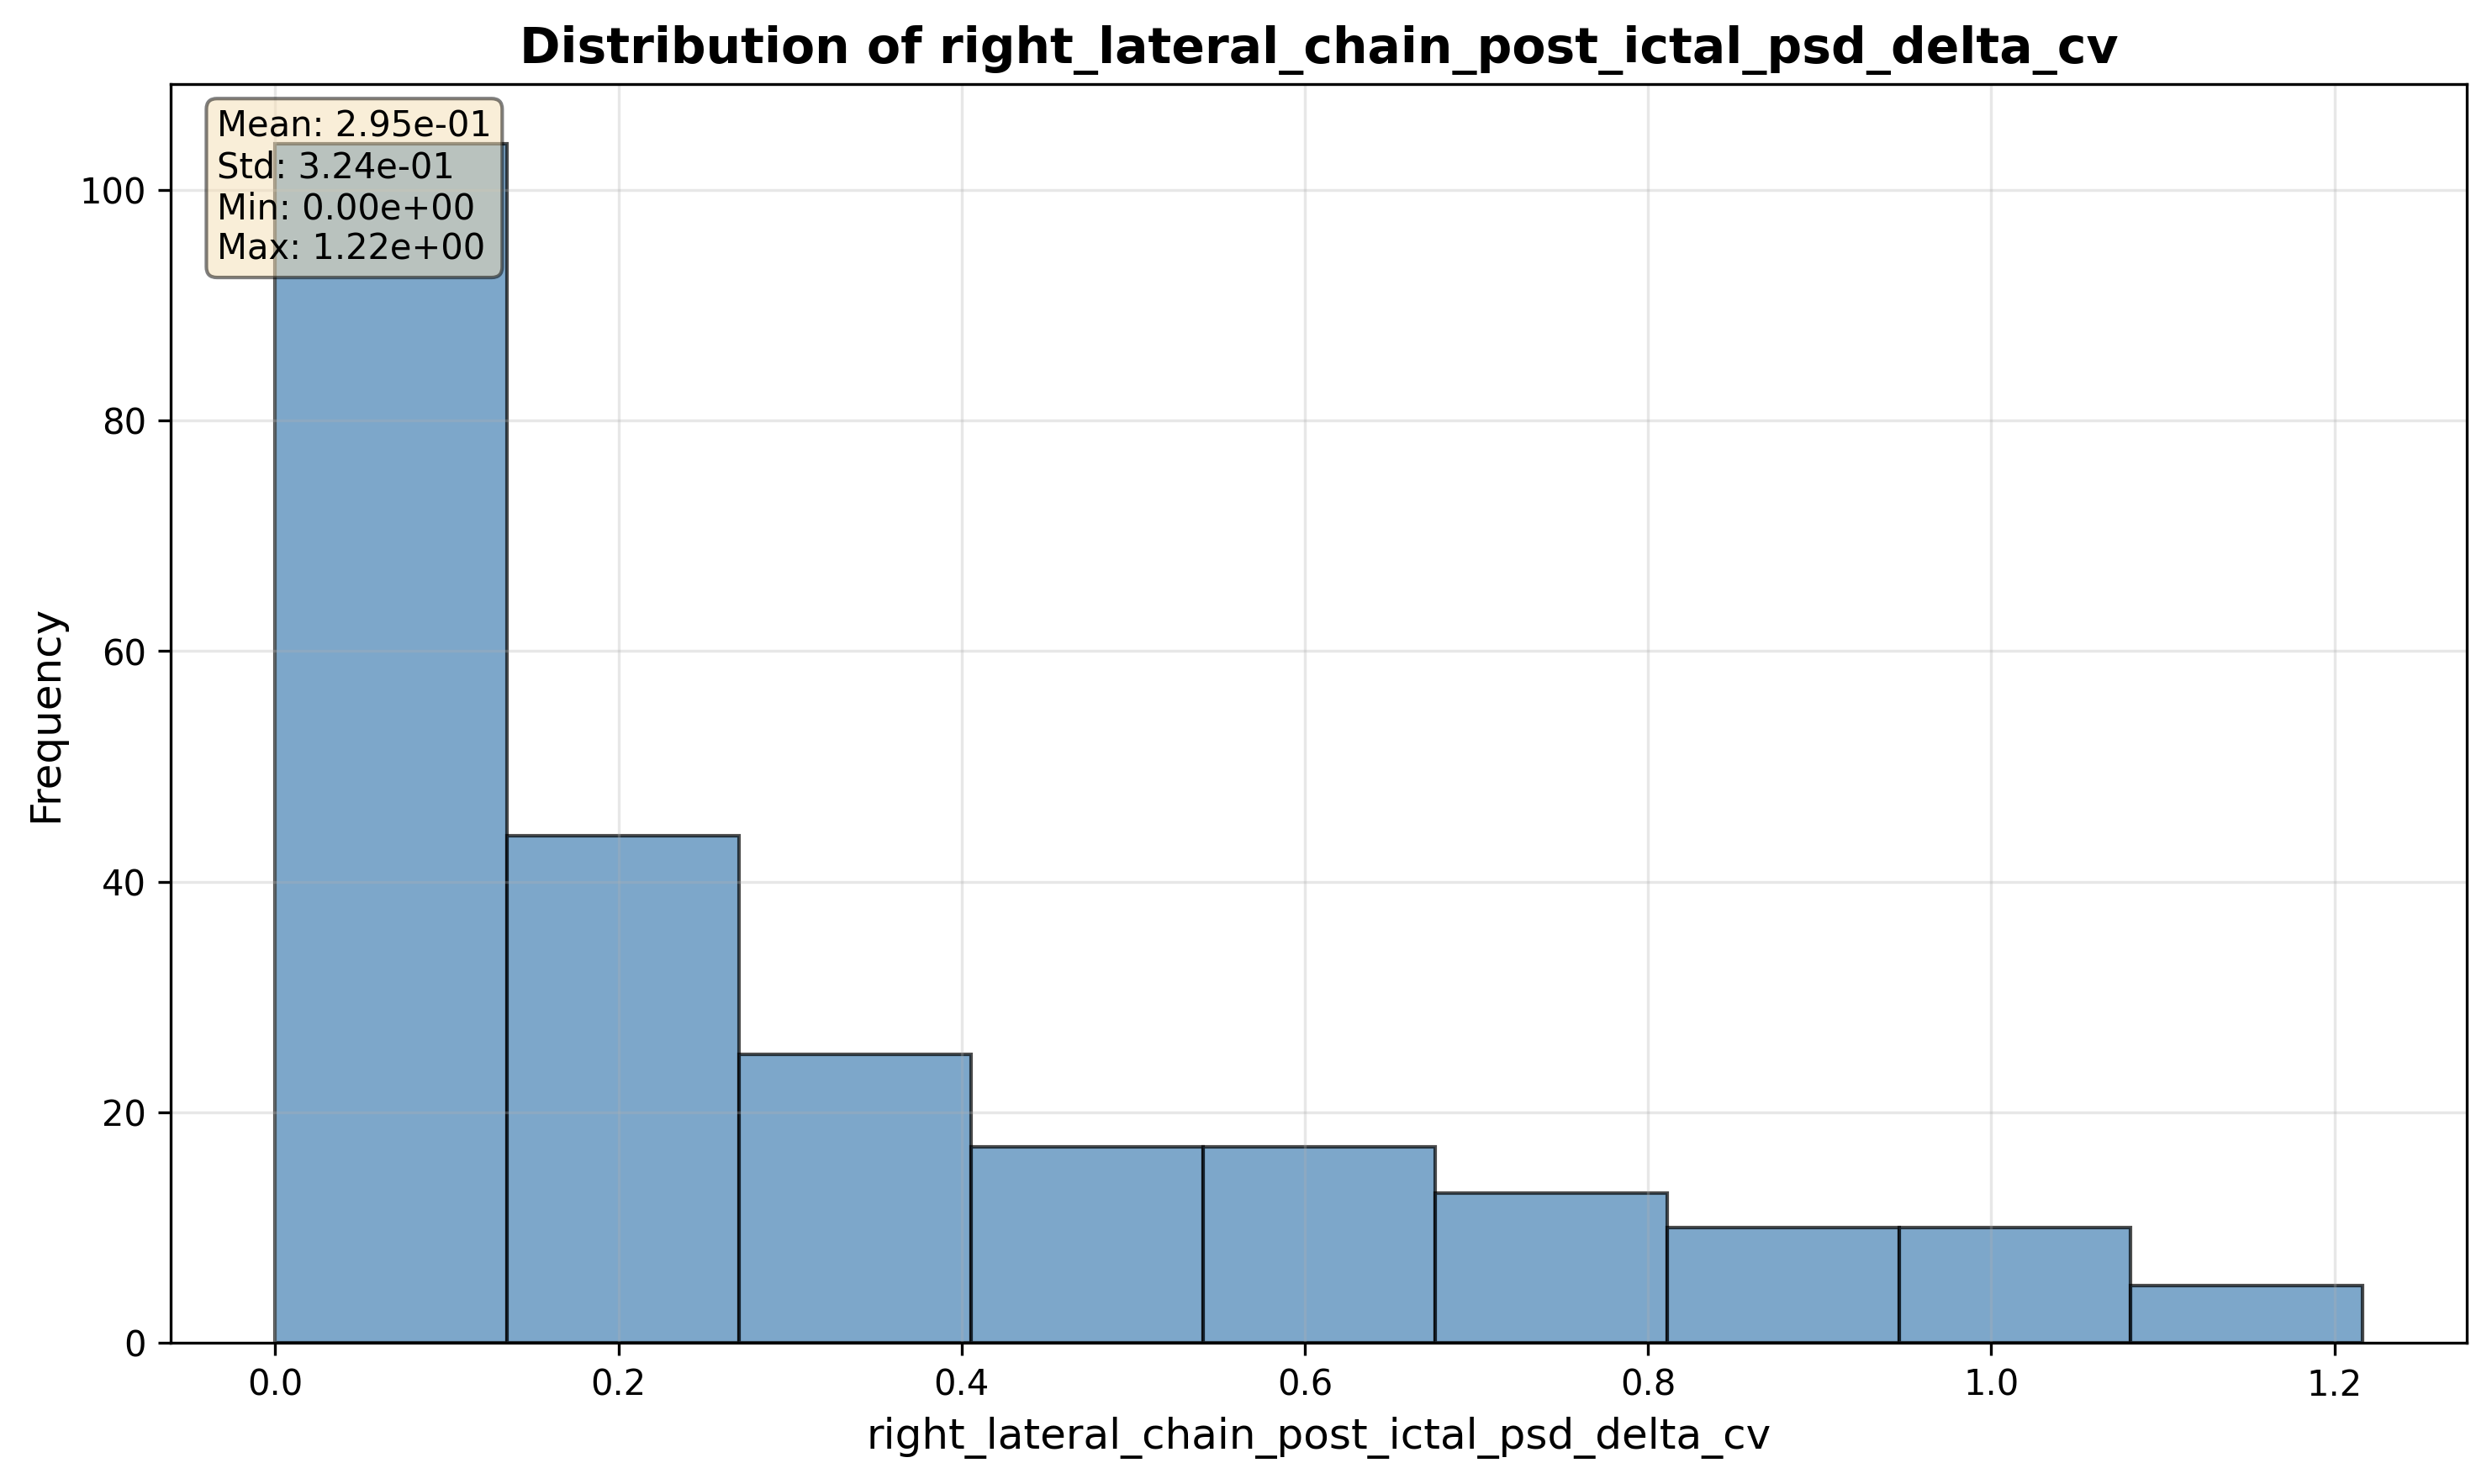 Distribution of right_lateral_chain_post_ictal_psd_delta_cv
Mean: 2.95e-01
Std: 3.24e-01
Min: 0.00e+00
Max: 1.22e+00
Frequency
100
80
60
40
20
0
0.0 0.2 0.4 0.6 0.8 1.0 1.2
right_lateral_chain_post_ictal_psd_delta_cv